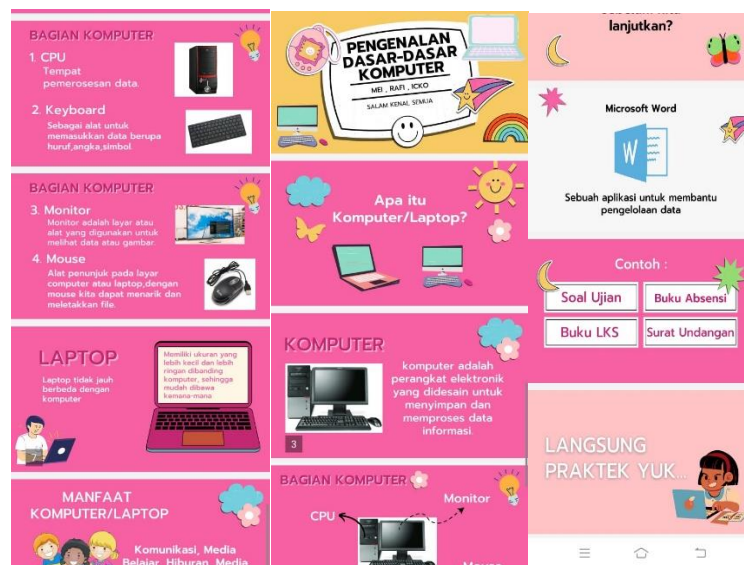 BAGIAN KOMPUTER
1. CPU
Tempat
pemerosesan data.
2. Keyboard
Sebagai alat untuk
memasukkan data berupa
huruf,angka,simbol.
BAGIAN KOMPUTER
3. Monitor
Monitor adalah layar atau
alat yang digunakan untuk
melihat data atau gambar.
4. Mouse
Alat penunjuk pada layar
computer atau laptop,dengan
mouse kita dapat menarik dan
meletakkan file.
LAPTOP
Laptop tidak jauh
berbeda dengan
komputer
Memiliki ukuran yang
lebih kecil dan lebih
ringan dibanding
komputer, sehingga
mudah dibawa
kemana-mana
7
MANFAAT
KOMPUTER/LAPTOP
Komunikasi, Media
Belajar, Hiburan, Media
PENGENALAN
DASAR-DASAR
KOMPUTER
MEI , RAFI , ICKO
SALAM KENAL SEMUA
Apa itu
Komputer/Laptop?
KOMPUTER
komputer adalah
perangkat elektronik
yang didesain untuk
menyimpan dan
memproses data
informasi.
3
BAGIAN KOMPUTER
CPU
Monitor
Mouse
lanjutkan?
Microsoft Word
W
Sebuah aplikasi untuk membantu
pengelolaan data
Contoh :
Soal Ujian
Buku Absensi
Buku LKS
Surat Undangan
LANGSUNG
PRAKTEK YUK...